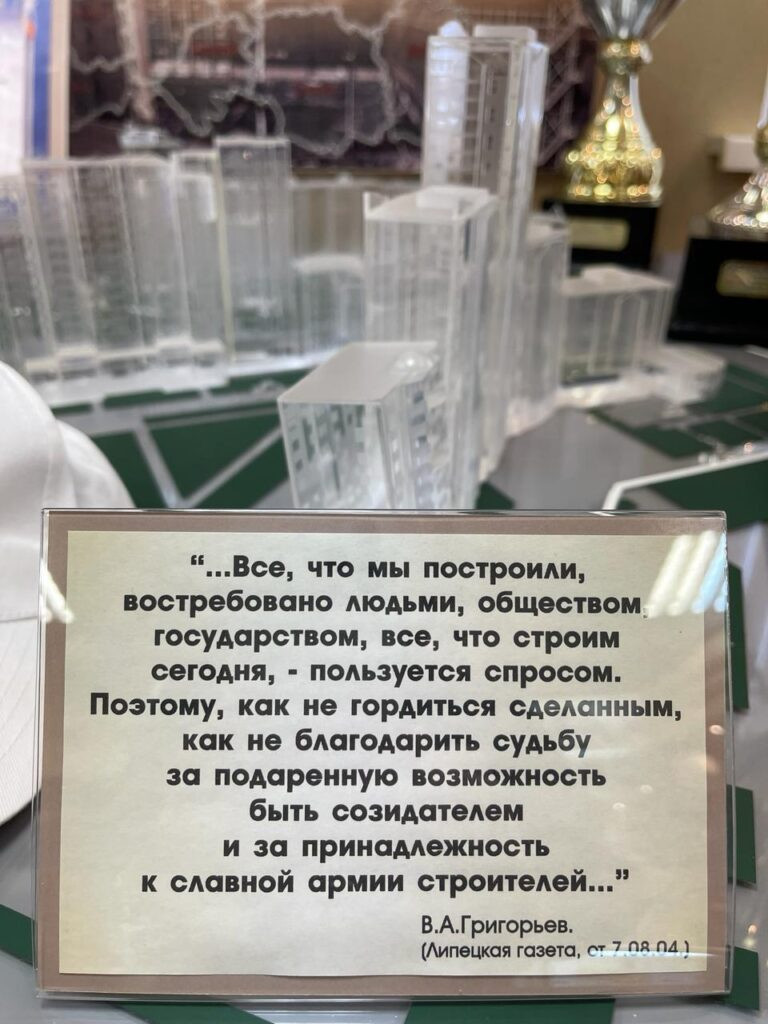 “...Все, что мы построили,
востребовано людьми, обществом,
государством, все, что строим
сегодня, - пользуется спросом.
Поэтому, как не гордиться сделанным,
как не благодарить судьбу
за подаренную возможность
быть созидателем
и за принадлежность
к славной армии строителей...”
В.А.Григорьев.
(Липецкая газета, от 7.08.04.)